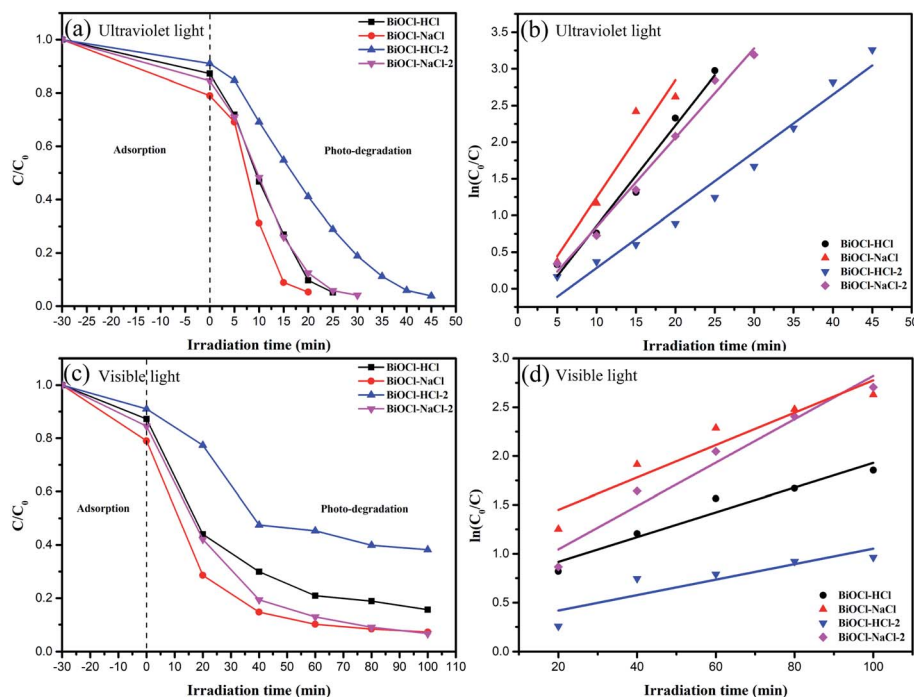 (a) Ultraviolet light
BiOCl-HCl
BiOCl-NaCl
BiOCl-HCl-2
BiOCl-NaCl-2
Adsorption
Photo-degradation
C/C0
1.0
0.8
0.6
0.4
0.2
0.0
-30 -25 -20 -15 -10 -5 0 5 10 15 20 25 30 35 40 45 50
Irradiation time (min)
(b) Ultraviolet light
ln(C0/C)
3.5
3.0
2.5
2.0
1.5
1.0
0.5
0.0
BiOCl-HCl
BiOCl-NaCl
BiOCl-HCl-2
BiOCl-NaCl-2
0 5 10 15 20 25 30 35 40 45 50
Irradiation time (min)
(c) Visible light
BiOCl-HCl
BiOCl-NaCl
BiOCl-HCl-2
BiOCl-NaCl-2
Adsorption
Photo-degradation
C/C0
1.0
0.8
0.6
0.4
0.2
0.0
-30 -20 -10 0 10 20 30 40 50 60 70 80 90 100 110
Irradiation time (min)
(d) Visible light
ln(C0/C)
3.0
2.5
2.0
1.5
1.0
0.5
0.0
BiOCl-HCl
BiOCl-NaCl
BiOCl-HCl-2
BiOCl-NaCl-2
20 40 60 80 100
Irradiation time (min)